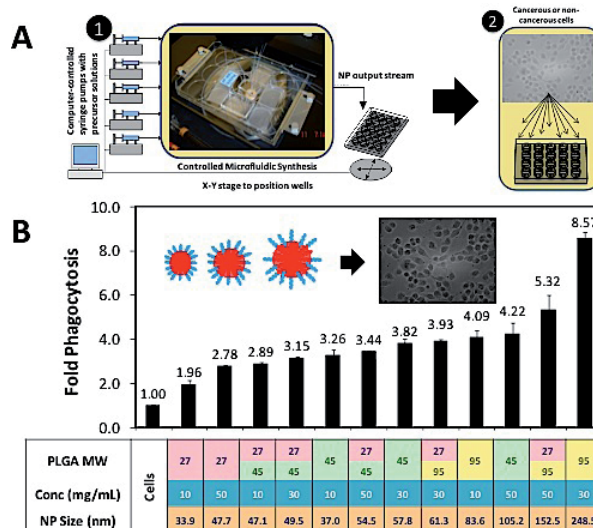 A
1
Computer-controlled
syringe pumps with
precursor solutions
NP output stream
Controlled Microfluidic Synthesis
X-Y stage to position wells
2
Cancerous or non-
cancerous cells
B
Fold Phagocytosis
10.0
8.0
6.0
4.0
2.0
0.0
1.00
1.96
2.78
2.89
3.15
3.26
3.44
3.82
3.93
4.09
4.22
5.32
8.57
PLGA MW
Conc (mg/mL)
NP Size (nm)
Cells
27 27 27 27 45 27 45 27 95 45 27 95
45 45 45 95 95
10 50 10 30 10 50 30 30 10 50 50 30
33.9 47.7 47.1 49.5 37.0 54.5 57.8 61.3 83.6 105.2 152.5 248.9